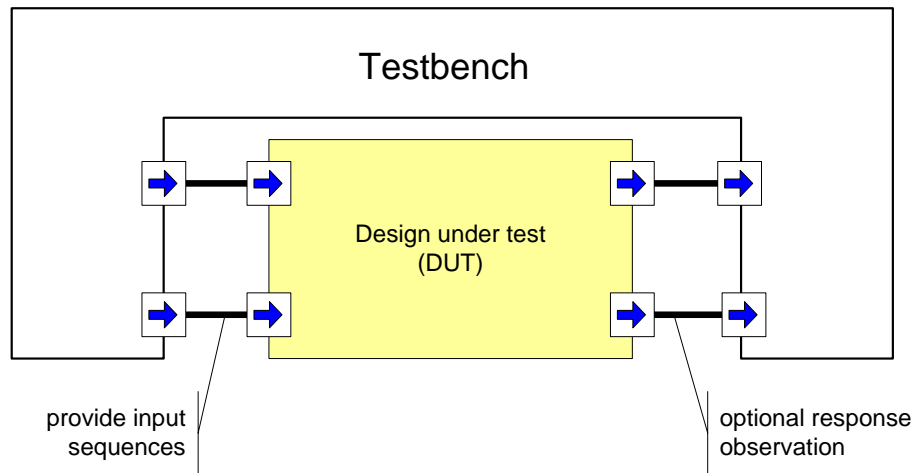 Testbench
Design under test
(DUT)
provide input
sequences
optional response
observation